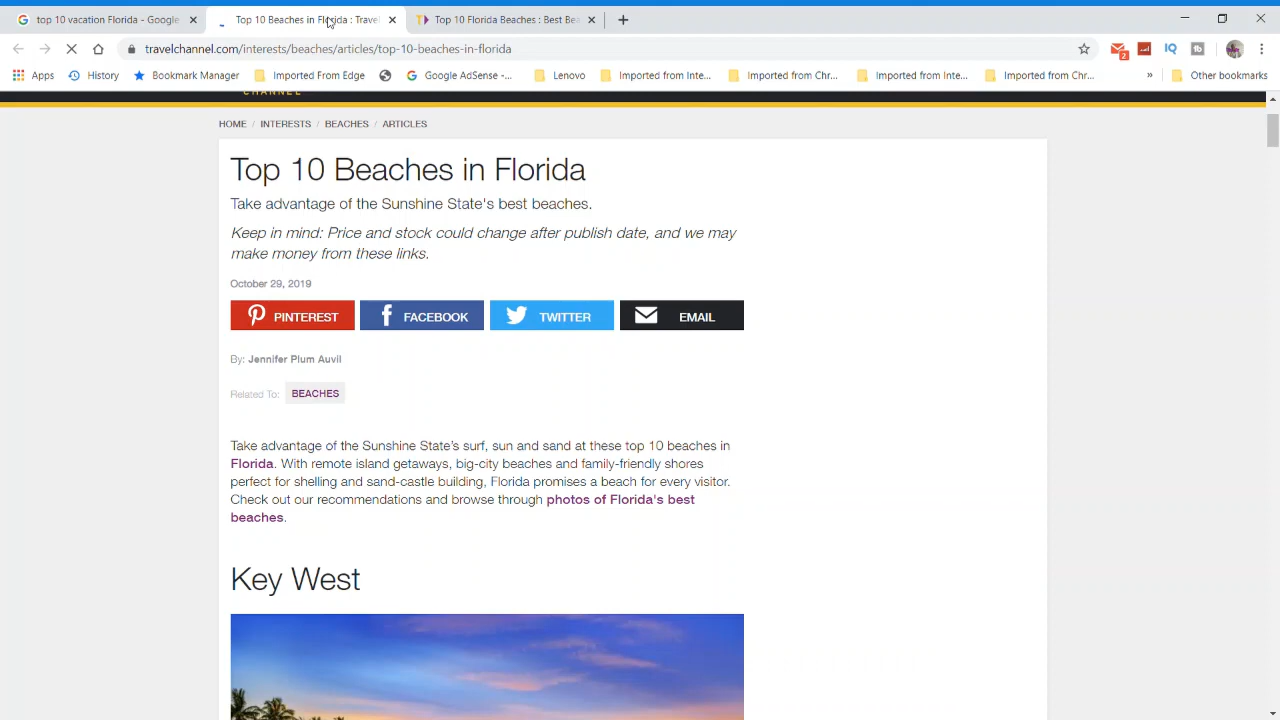 top 10 vacation Florida - Google
Top 10 Beaches in Florida : Travel
Top 10 Florida Beaches : Best Bea
travelchannel.com/interests/beaches/articles/top-10-beaches-in-florida
2
IQ
Apps
History
Bookmark Manager
Imported From Edge
Google AdSense -...
Lenovo
Imported from Inte...
Imported from Chr...
Imported from Inte...
Imported from Chr...
»
Other bookmarks
CHANNEL
HOME / INTERESTS / BEACHES / ARTICLES
Top 10 Beaches in Florida
Take advantage of the Sunshine State's best beaches.
Keep in mind: Price and stock could change after publish date, and we may
make money from these links.
October 29, 2019
PINTEREST
FACEBOOK
TWITTER
EMAIL
By: Jennifer Plum Auvil
Related To: BEACHES
Take advantage of the Sunshine State’s surf, sun and sand at these top 10 beaches in
Florida. With remote island getaways, big-city beaches and family-friendly shores
perfect for shelling and sand-castle building, Florida promises a beach for every visitor.
Check out our recommendations and browse through photos of Florida's best
beaches.
Key West